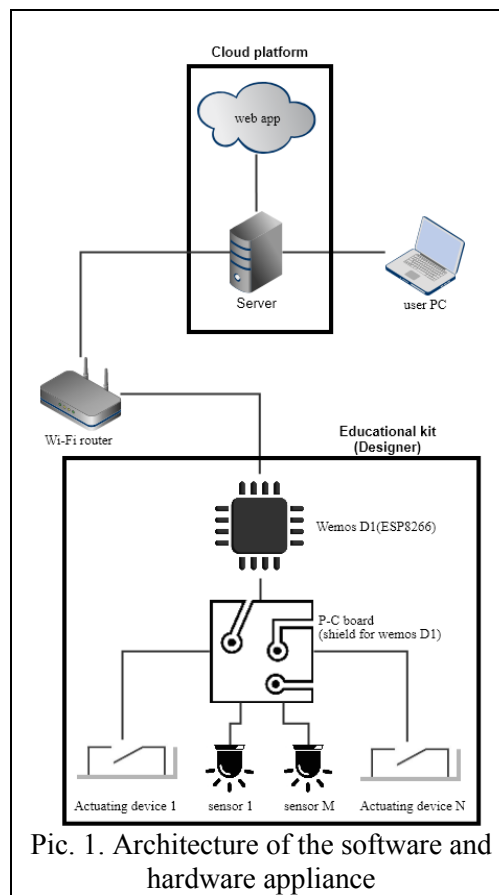 Cloud platform
web app
Server
user PC
Wi-Fi router
Educational kit
(Designer)
Wemos D1(ESP8266)
P-C board
(shield for wemos D1)
Actuating device 1
sensor 1
sensor M
Actuating device N
Pic. 1. Architecture of the software and
hardware appliance